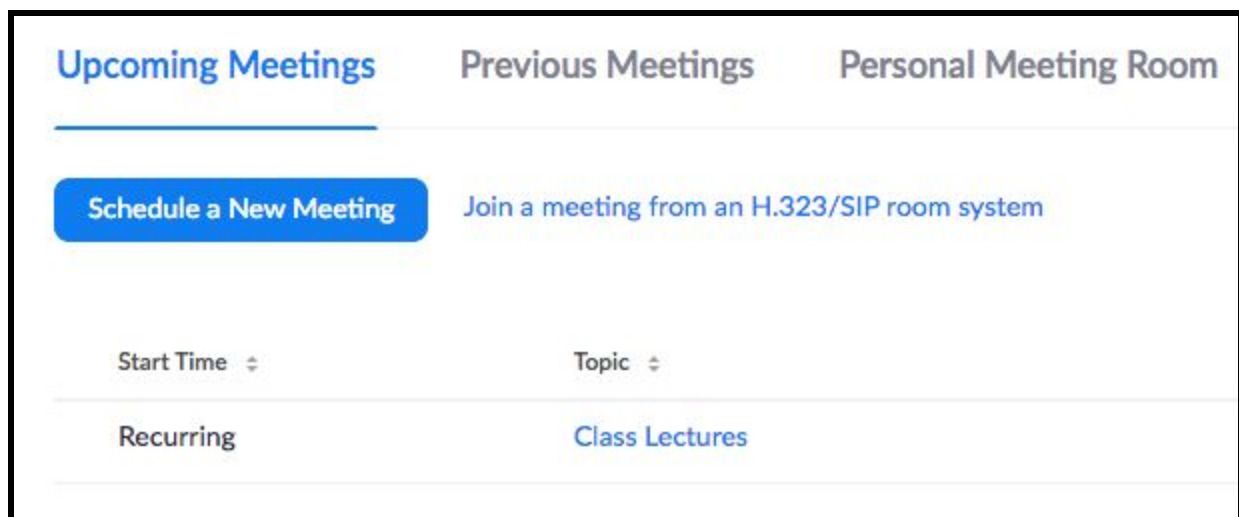 Upcoming Meetings Previous Meetings Personal Meeting Room
Schedule a New Meeting Join a meeting from an H.323/SIP room system
Start Time Topic
Recurring Class Lectures